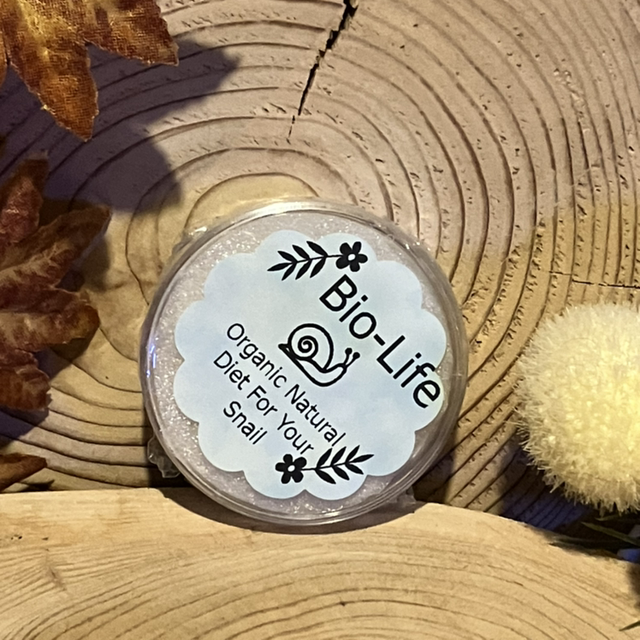 Bio-Life
Organic Natural
Diet For Your
Snail